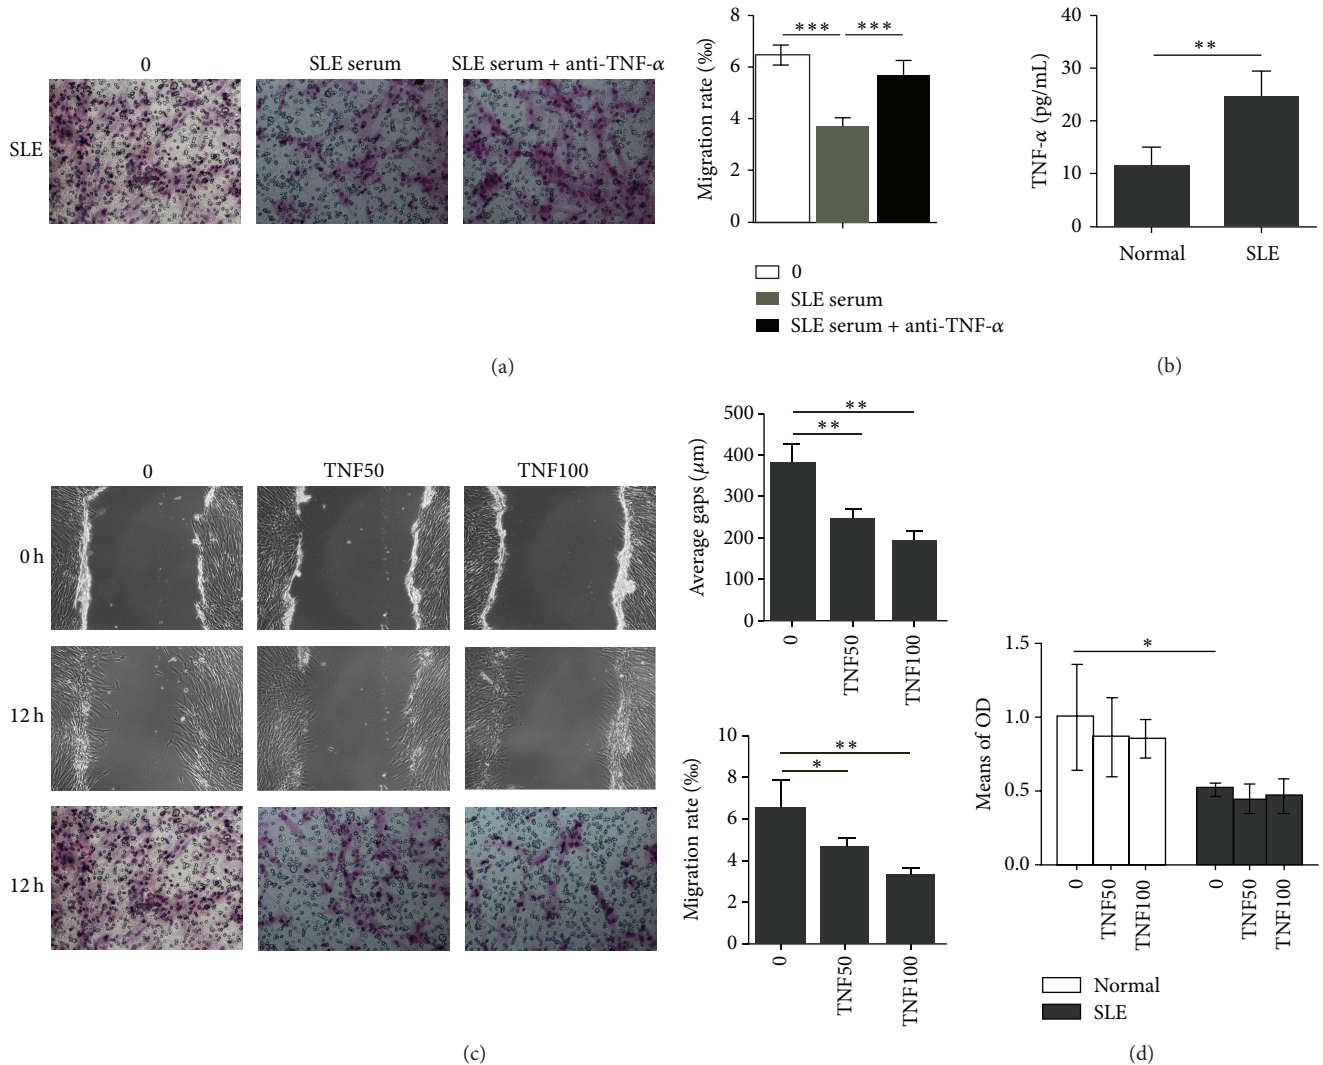 0
SLE serum
SLE serum + anti-TNF-α
SLE
8
6
4
2
0
Migration rate (‰)
***
***
0
SLE serum
SLE serum + anti-TNF-α
(a)
40
30
20
10
0
TNF-α (pg/mL)
**
Normal
SLE
(b)
0
TNF50
TNF100
0 h
12 h
12 h
500
400
300
200
100
0
Average gaps (μm)
**
**
0
TNF50
TNF100
10
8
6
4
2
0
Migration rate (‰)
**
*
0
TNF50
TNF100
(c)
1.5
1.0
0.5
0.0
Means of OD
*
0
TNF50
TNF100
0
TNF50
TNF100
Normal
SLE
(d)